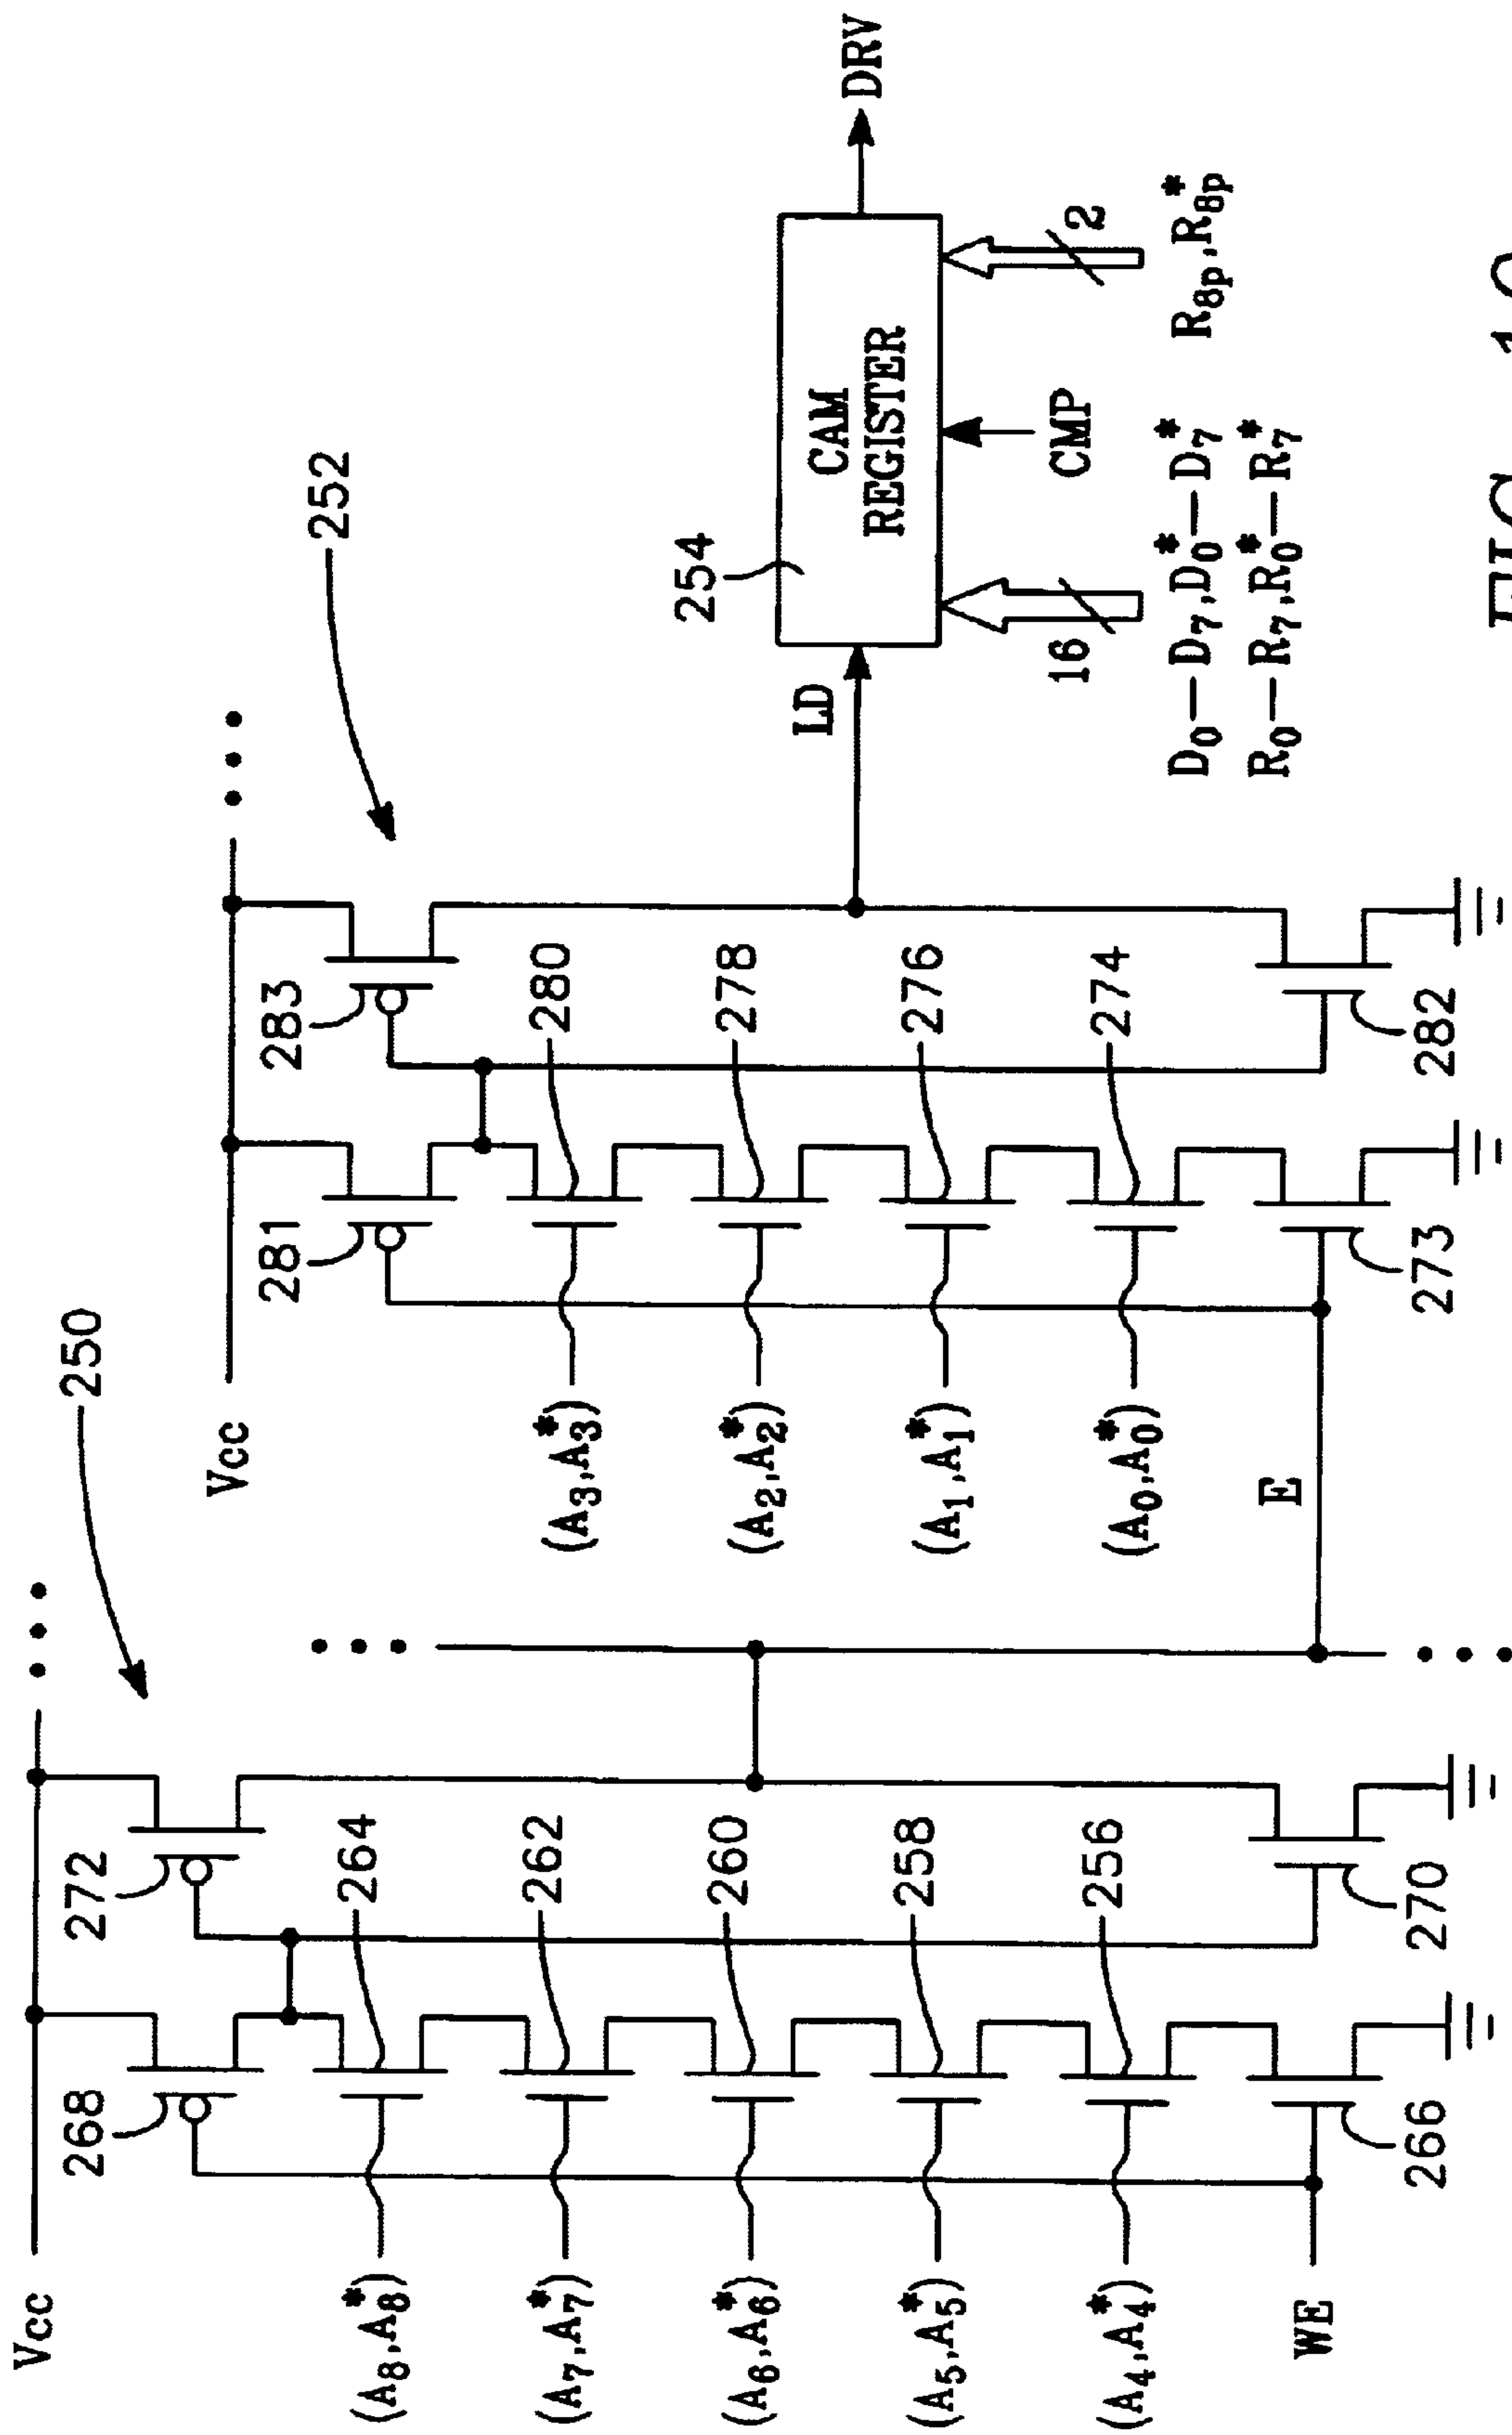 Vcc
268
272
250
(A8,A8*)
264
(A7,A7*)
262
(A6,A6*)
260
(A5,A5*)
258
(A4,A4*)
256
WE
266
270
Vcc
281
283
252
(A3,A3*)
280
(A2,A2*)
278
(A1,A1*)
276
(A0,A0*)
274
E
273
282
LD
254
CAM
REGISTER
DRV
16
CMP
2
D0—D7,D0*—D7*
R0—R7,R0*—R7*
R8p,R8p*